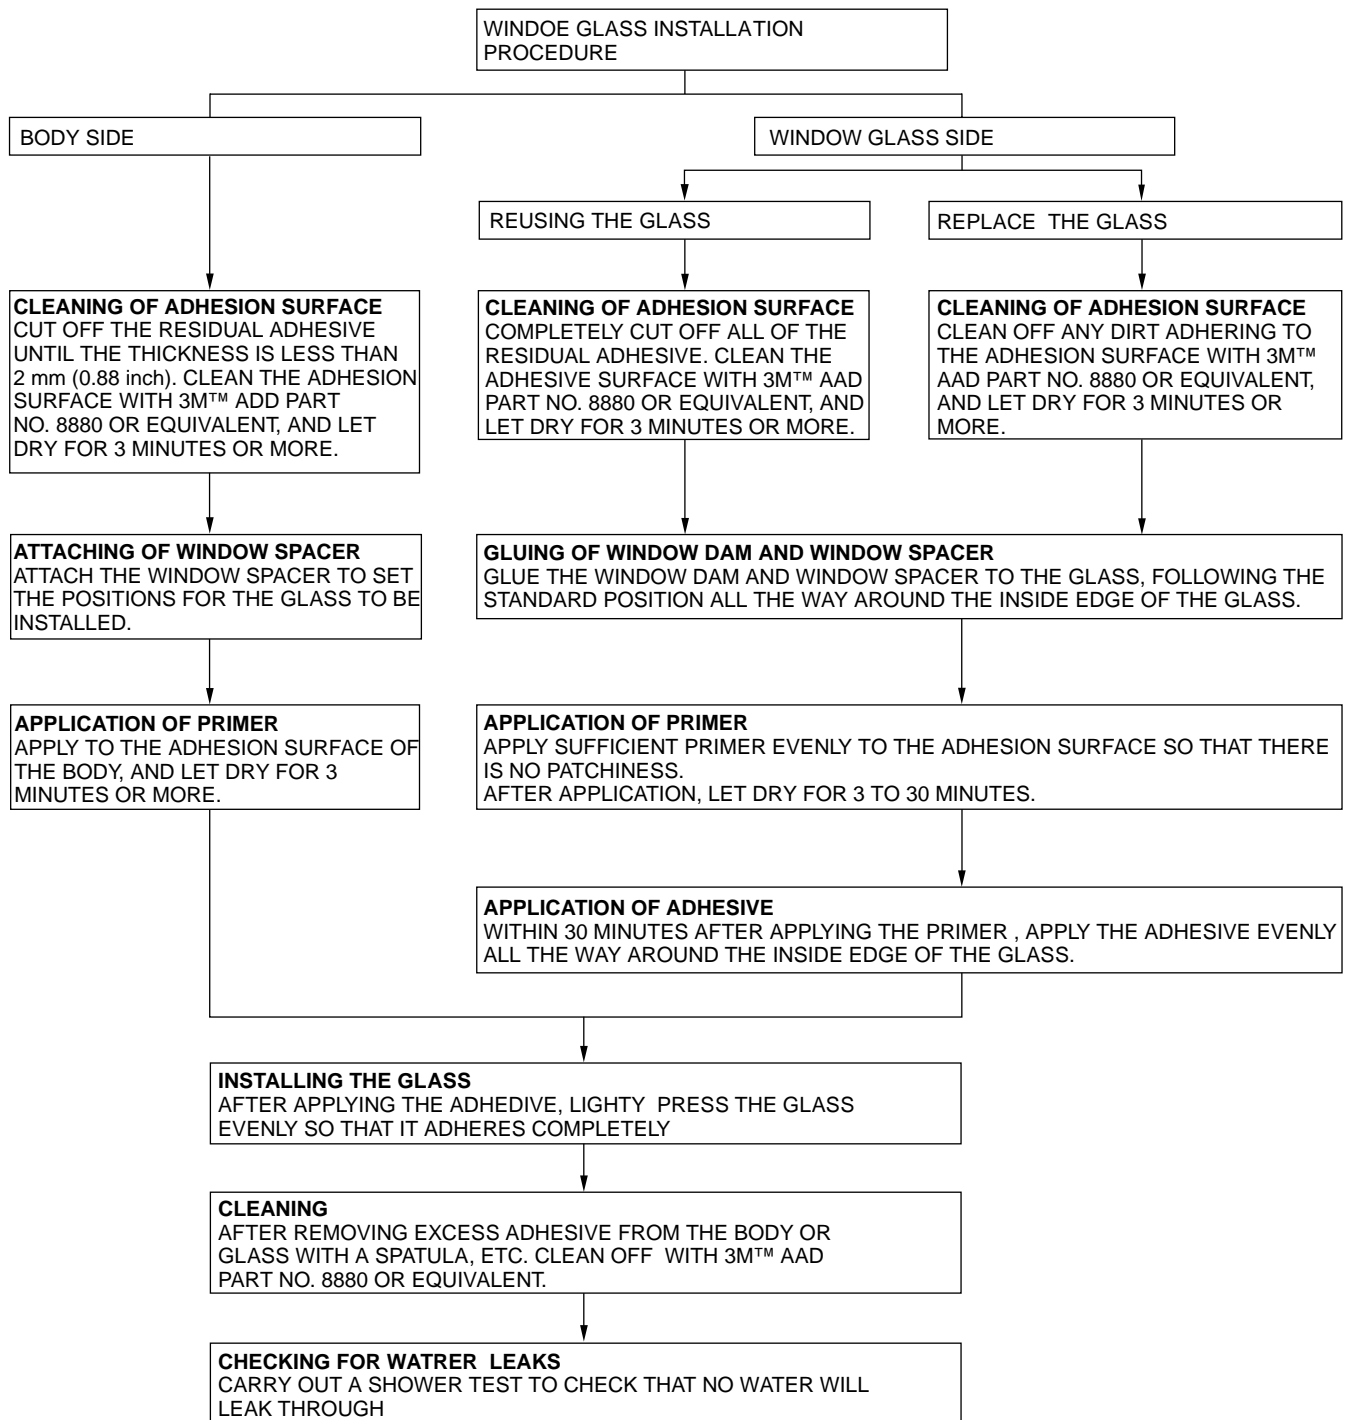 WINDOE GLASS INSTALLATION
PROCEDURE
BODY SIDE
WINDOW GLASS SIDE
REUSING THE GLASS
REPLACE THE GLASS
CLEANING OF ADHESION SURFACE
CUT OFF THE RESIDUAL ADHESIVE
UNTIL THE THICKNESS IS LESS THAN
2 mm (0.88 inch). CLEAN THE ADHESION
SURFACE WITH 3M™ ADD PART
NO. 8880 OR EQUIVALENT, AND LET
DRY FOR 3 MINUTES OR MORE.
CLEANING OF ADHESION SURFACE
COMPLETELY CUT OFF ALL OF THE
RESIDUAL ADHESIVE. CLEAN THE
ADHESIVE SURFACE WITH 3M™ AAD
PART NO. 8880 OR EQUIVALENT, AND
LET DRY FOR 3 MINUTES OR MORE.
CLEANING OF ADHESION SURFACE
CLEAN OFF ANY DIRT ADHERING TO
THE ADHESION SURFACE WITH 3M™
AAD PART NO. 8880 OR EQUIVALENT,
AND LET DRY FOR 3 MINUTES OR
MORE.
ATTACHING OF WINDOW SPACER
ATTACH THE WINDOW SPACER TO SET
THE POSITIONS FOR THE GLASS TO BE
INSTALLED.
GLUING OF WINDOW DAM AND WINDOW SPACER
GLUE THE WINDOW DAM AND WINDOW SPACER TO THE GLASS, FOLLOWING THE
STANDARD POSITION ALL THE WAY AROUND THE INSIDE EDGE OF THE GLASS.
APPLICATION OF PRIMER
APPLY TO THE ADHESION SURFACE OF
THE BODY, AND LET DRY FOR 3
MINUTES OR MORE.
APPLICATION OF PRIMER
APPLY SUFFICIENT PRIMER EVENLY TO THE ADHESION SURFACE SO THAT THERE
IS NO PATCHINESS.
AFTER APPLICATION, LET DRY FOR 3 TO 30 MINUTES.
APPLICATION OF ADHESIVE
WITHIN 30 MINUTES AFTER APPLYING THE PRIMER , APPLY THE ADHESIVE EVENLY
ALL THE WAY AROUND THE INSIDE EDGE OF THE GLASS.
INSTALLING THE GLASS
AFTER APPLYING THE ADHEDIVE, LIGHTY PRESS THE GLASS
EVENLY SO THAT IT ADHERES COMPLETELY
CLEANING
AFTER REMOVING EXCESS ADHESIVE FROM THE BODY OR
GLASS WITH A SPATULA, ETC. CLEAN OFF WITH 3M™ AAD
PART NO. 8880 OR EQUIVALENT.
CHECKING FOR WATRER LEAKS
CARRY OUT A SHOWER TEST TO CHECK THAT NO WATER WILL
LEAK THROUGH